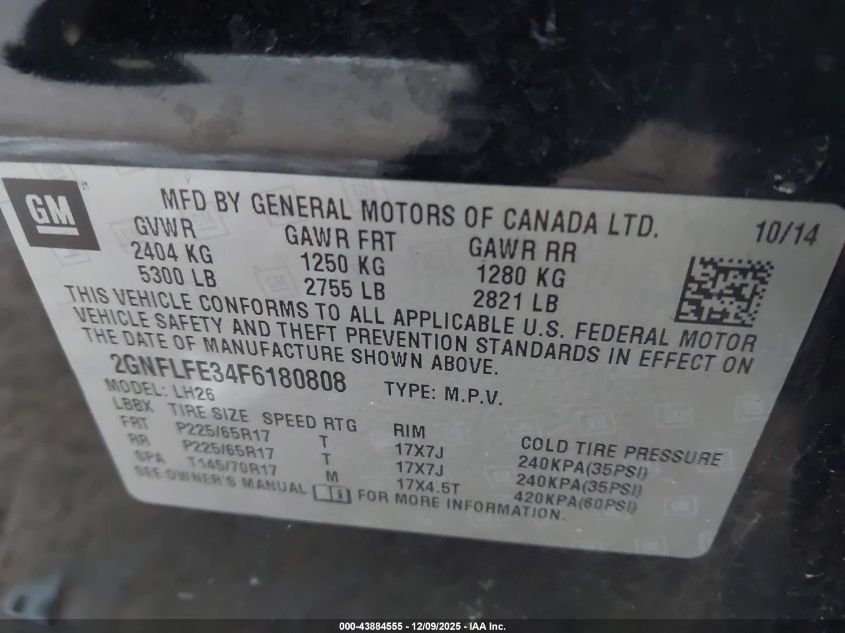 GM
MFD BY GENERAL MOTORS OF CANADA LTD. 10/14
GVWR GAWR FRT GAWR RR
2404 KG 1250 KG 1280 KG
5300 LB 2755 LB 2821 LB
THIS VEHICLE CONFORMS TO ALL APPLICABLE U.S. FEDERAL MOTOR
VEHICLE SAFETY AND THEFT PREVENTION STANDARDS IN EFFECT ON
THE DATE OF MANUFACTURE SHOWN ABOVE.
2GNFLFE34F6180808 TYPE: M.P.V.
MODEL: LH26
LBBX TIRE SIZE SPEED RTG RIM COLD TIRE PRESSURE
FRT P225/65R17 T 17X7J 240KPA(35PSI)
RR P225/65R17 T 17X7J 240KPA(35PSI)
SPA T145/70R17 M 17X4.5T 420KPA(60PSI)
SEE OWNER'S MANUAL FOR MORE INFORMATION.
000-43884555 - 12/09/2025 - IAA Inc.